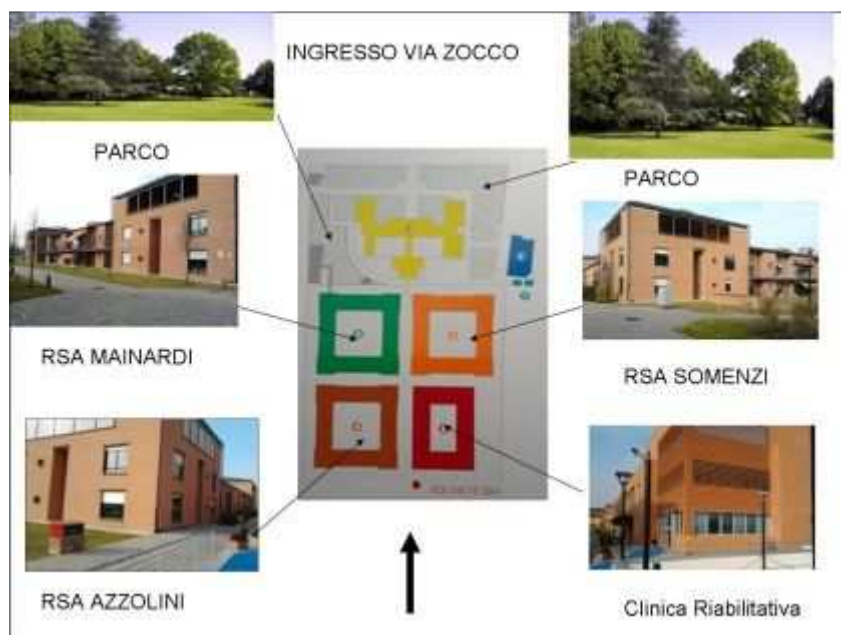 INGRESSO VIA ZOCCO
PARCO
PARCO
RSA MAINARDI
RSA SOMENZI
RSA AZZOLINI
Clinica Riabilitativa